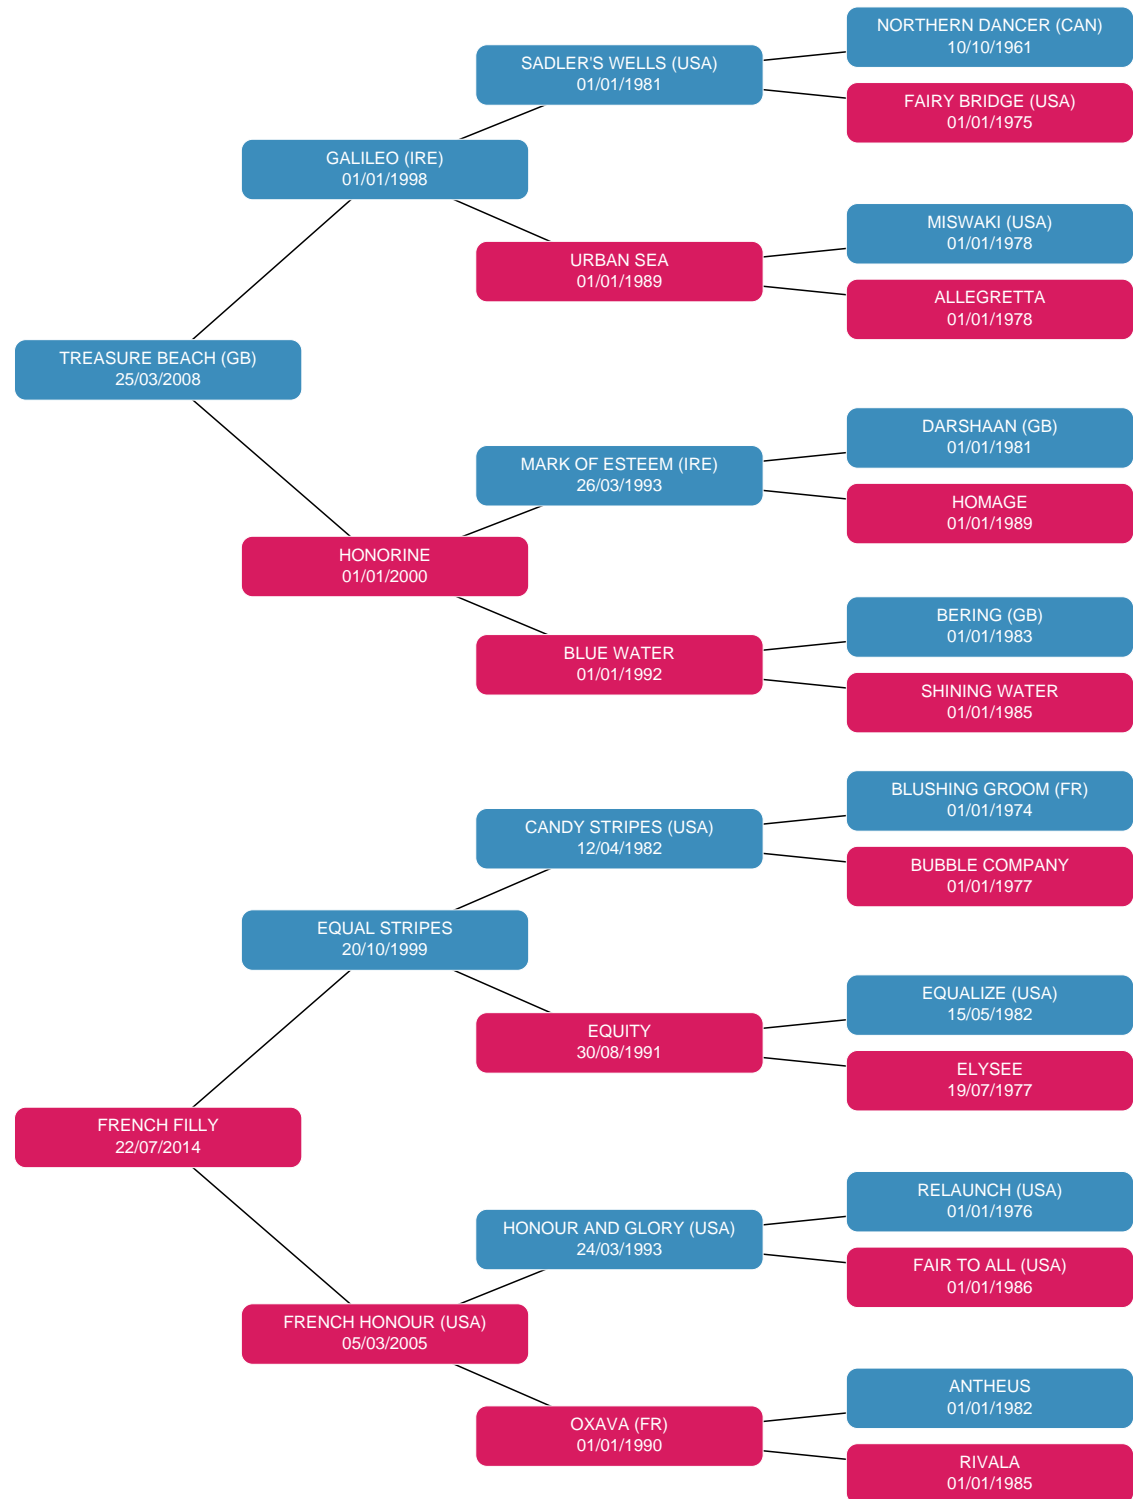 NORTHERN DANCER (CAN)
10/10/1961
SADLER'S WELLS (USA)
01/01/1981
FAIRY BRIDGE (USA)
01/01/1975
GALILEO (IRE)
01/01/1998
MISWAKI (USA)
01/01/1978
URBAN SEA
01/01/1989
ALLEGRETTA
01/01/1978
TREASURE BEACH (GB)
25/03/2008
DARSHAAN (GB)
01/01/1981
MARK OF ESTEEM (IRE)
26/03/1993
HOMAGE
01/01/1989
HONORINE
01/01/2000
BERING (GB)
01/01/1983
BLUE WATER
01/01/1992
SHINING WATER
01/01/1985
BLUSHING GROOM (FR)
01/01/1974
CANDY STRIPES (USA)
12/04/1982
BUBBLE COMPANY
01/01/1977
EQUAL STRIPES
20/10/1999
EQUALIZE (USA)
15/05/1982
EQUITY
30/08/1991
ELYSEE
19/07/1977
FRENCH FILLY
22/07/2014
RELAUNCH (USA)
01/01/1976
HONOUR AND GLORY (USA)
24/03/1993
FAIR TO ALL (USA)
01/01/1986
FRENCH HONOUR (USA)
05/03/2005
ANTHEUS
01/01/1982
OXAVA (FR)
01/01/1990
RIVALA
01/01/1985